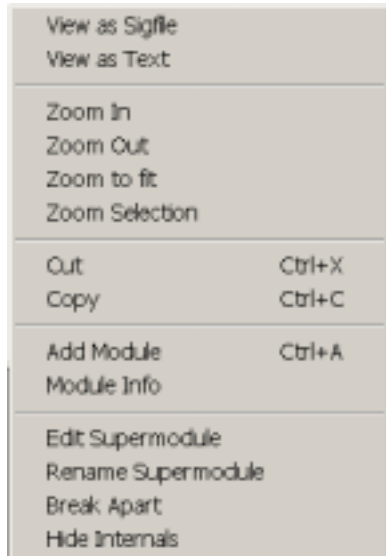 View as Sigfile
View as Text
Zoom In
Zoom Out
Zoom to fit
Zoom Selection
Cut Ctrl+X
Copy Ctrl+C
Add Module Ctrl+A
Module Info
Edit Supermodule
Rename Supermodule
Break Apart
Hide Internals